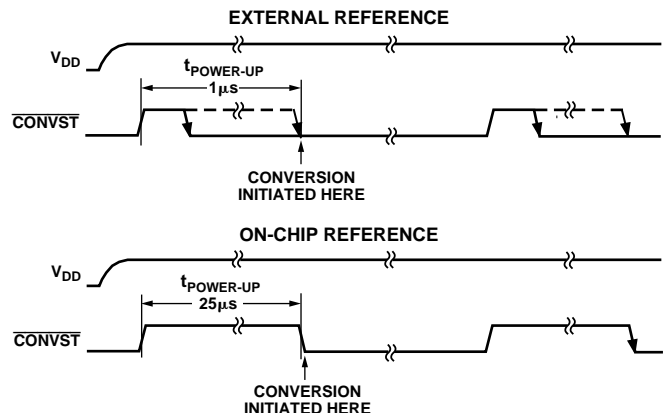 EXTERNAL REFERENCE
VDD
tPOWER-UP
1µs
CONVST
CONVERSION
INITIATED HERE
ON-CHIP REFERENCE
VDD
tPOWER-UP
25µs
CONVST
CONVERSION
INITIATED HERE